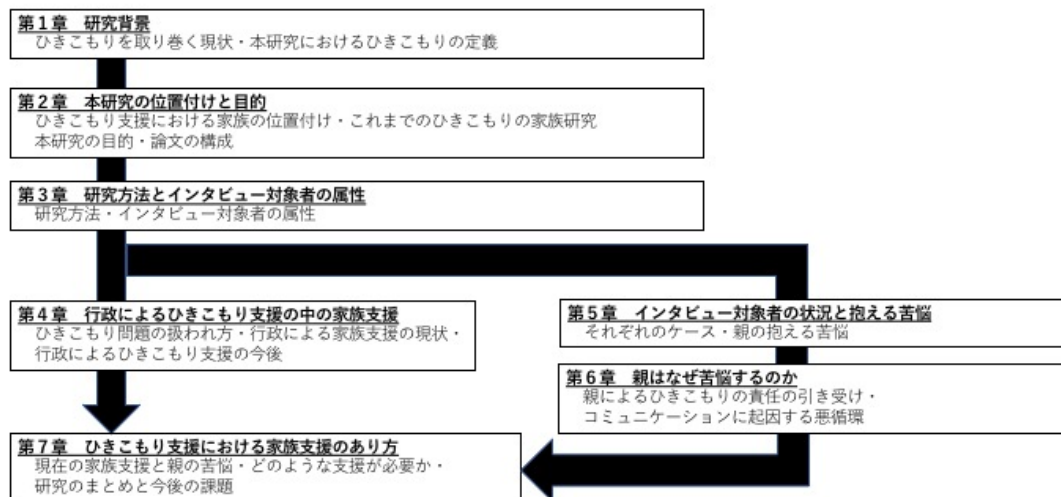 第1章　研究背景
ひきこもりを取り巻く現状・本研究におけるひきこもりの定義
第2章　本研究の位置付けと目的
ひきこもり支援における家族の位置付け・これまでのひきこもりの家族研究
本研究の目的・論文の構成
第3章　研究方法とインタビュー対象者の属性
研究方法・インタビュー対象者の属性
第4章　行政によるひきこもり支援の中の家族支援
ひきこもり問題の扱われ方・行政による家族支援の現状・
行政によるひきこもり支援の今後
第5章　インタビュー対象者の状況と抱える苦悩
それぞれのケース・親の抱える苦悩
第6章　親はなぜ苦悩するのか
親によるひきこもりの責任の引き受け・
コミュニケーションに起因する悪循環
第7章　ひきこもり支援における家族支援のあり方
現在の家族支援と親の苦悩・どのような支援が必要か・
研究のまとめと今後の課題